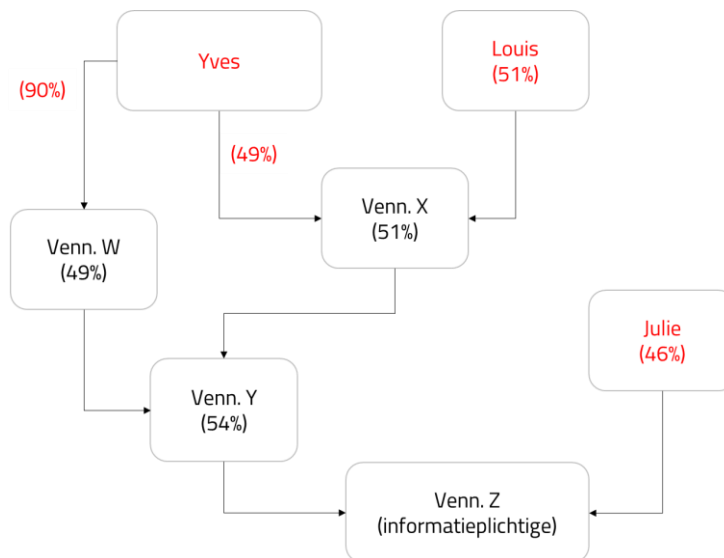 Yves
Louis
(51%)
(90%)
(49%)
Venn. X
(51%)
Venn. W
(49%)
Julie
(46%)
Venn. Y
(54%)
Venn. Z
(informatieplichtige)